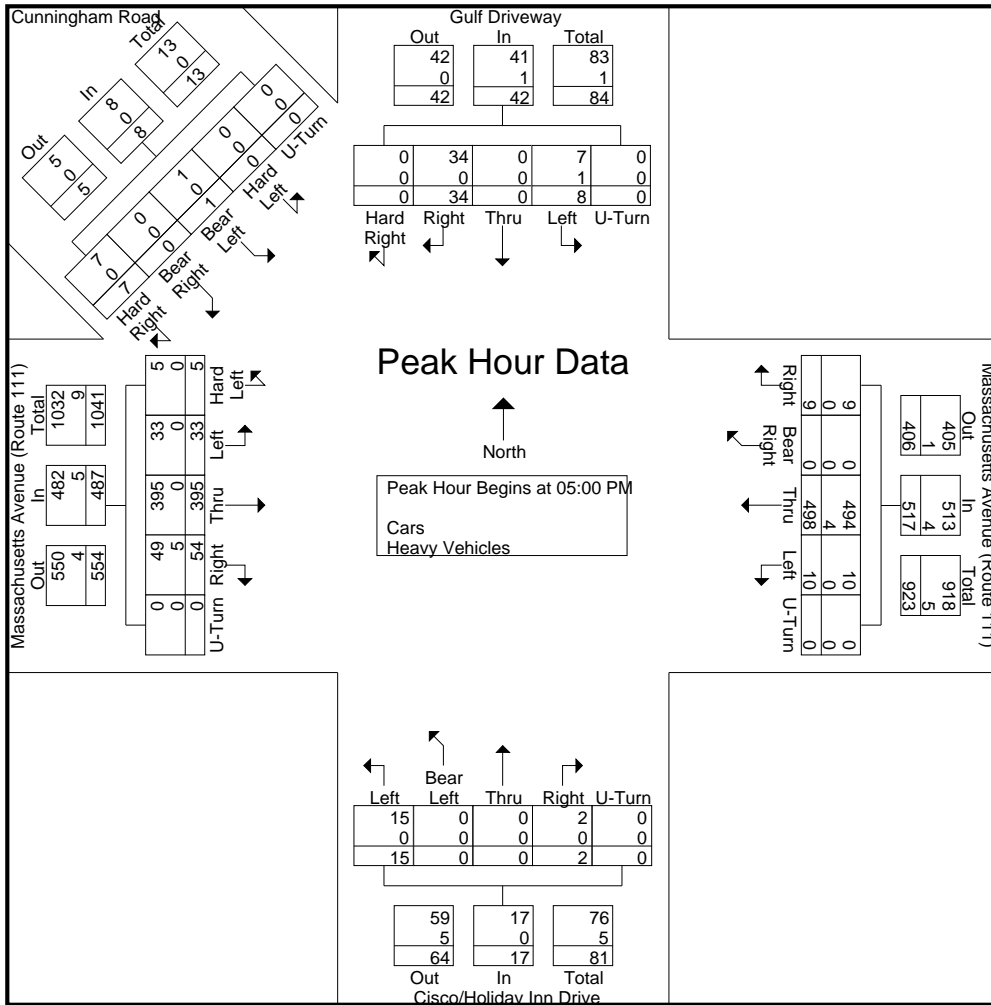 Cunningham Road
Out In Total
5 8 13
0 0 0
5 8 13
7 0 1 0 0
0 0 0 0 0
7 0 1 0 0
Hard Right
Bear Right
Bear Left
Hard Left
U-Turn
Gulf Driveway
Out In Total
42 41 83
0 1 1
42 42 84
0 34 0 7 0
0 0 0 1 0
0 34 0 8 0
Hard Right
Right
Thru
Left
U-Turn
Massachusetts Avenue (Route 111)
Out In Total
550 482 1032
4 5 9
554 487 1041
5 0 5
33 0 33
395 0 395
49 5 54
0 0 0
Hard Left
Left
Thru
Right
U-Turn
Peak Hour Data
North
Peak Hour Begins at 05:00 PM
Cars
Heavy Vehicles
Right
Bear Right
Thru
Left
U-Turn
9 0 9
0 0 0
498 4 494
10 0 10
0 0 0
Massachusetts Avenue (Route 111)
Out In Total
405 513 918
1 4 5
406 517 923
Left
Bear Left
Thru
Right
U-Turn
15 0 0 2 0
0 0 0 0 0
15 0 0 2 0
59 17 76
5 0 5
64 17 81
Out In Total
Cisco/Holiday Inn Drive